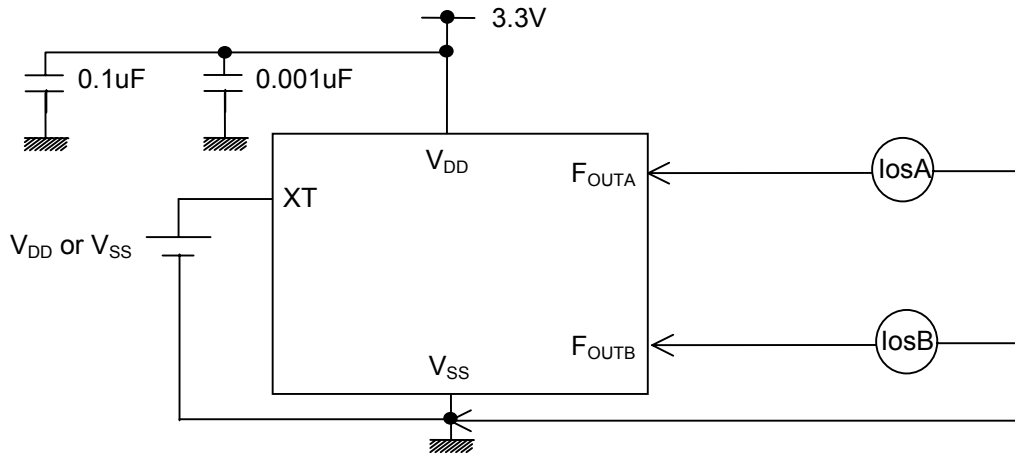 3.3V
0.1uF
0.001uF
VDD
FOUTA
IosA
XT
VDD or VSS
FOUTB
IosB
VSS